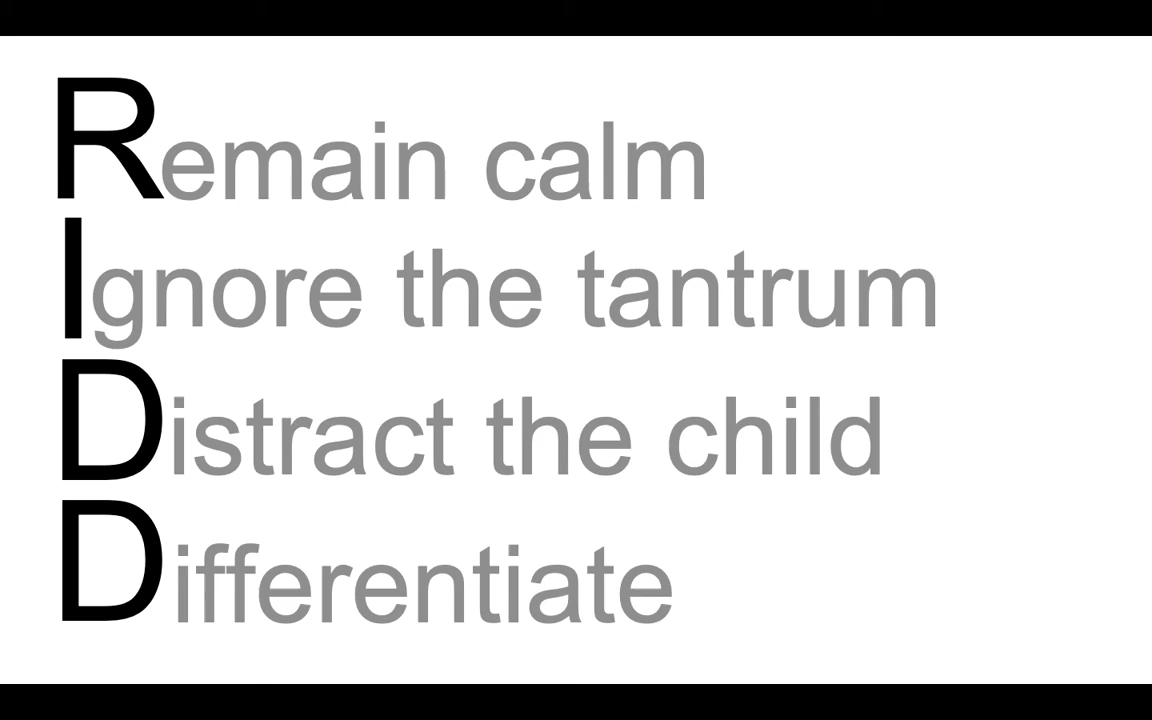 Remain calm
Ignore the tantrum
Distract the child
Differentiate